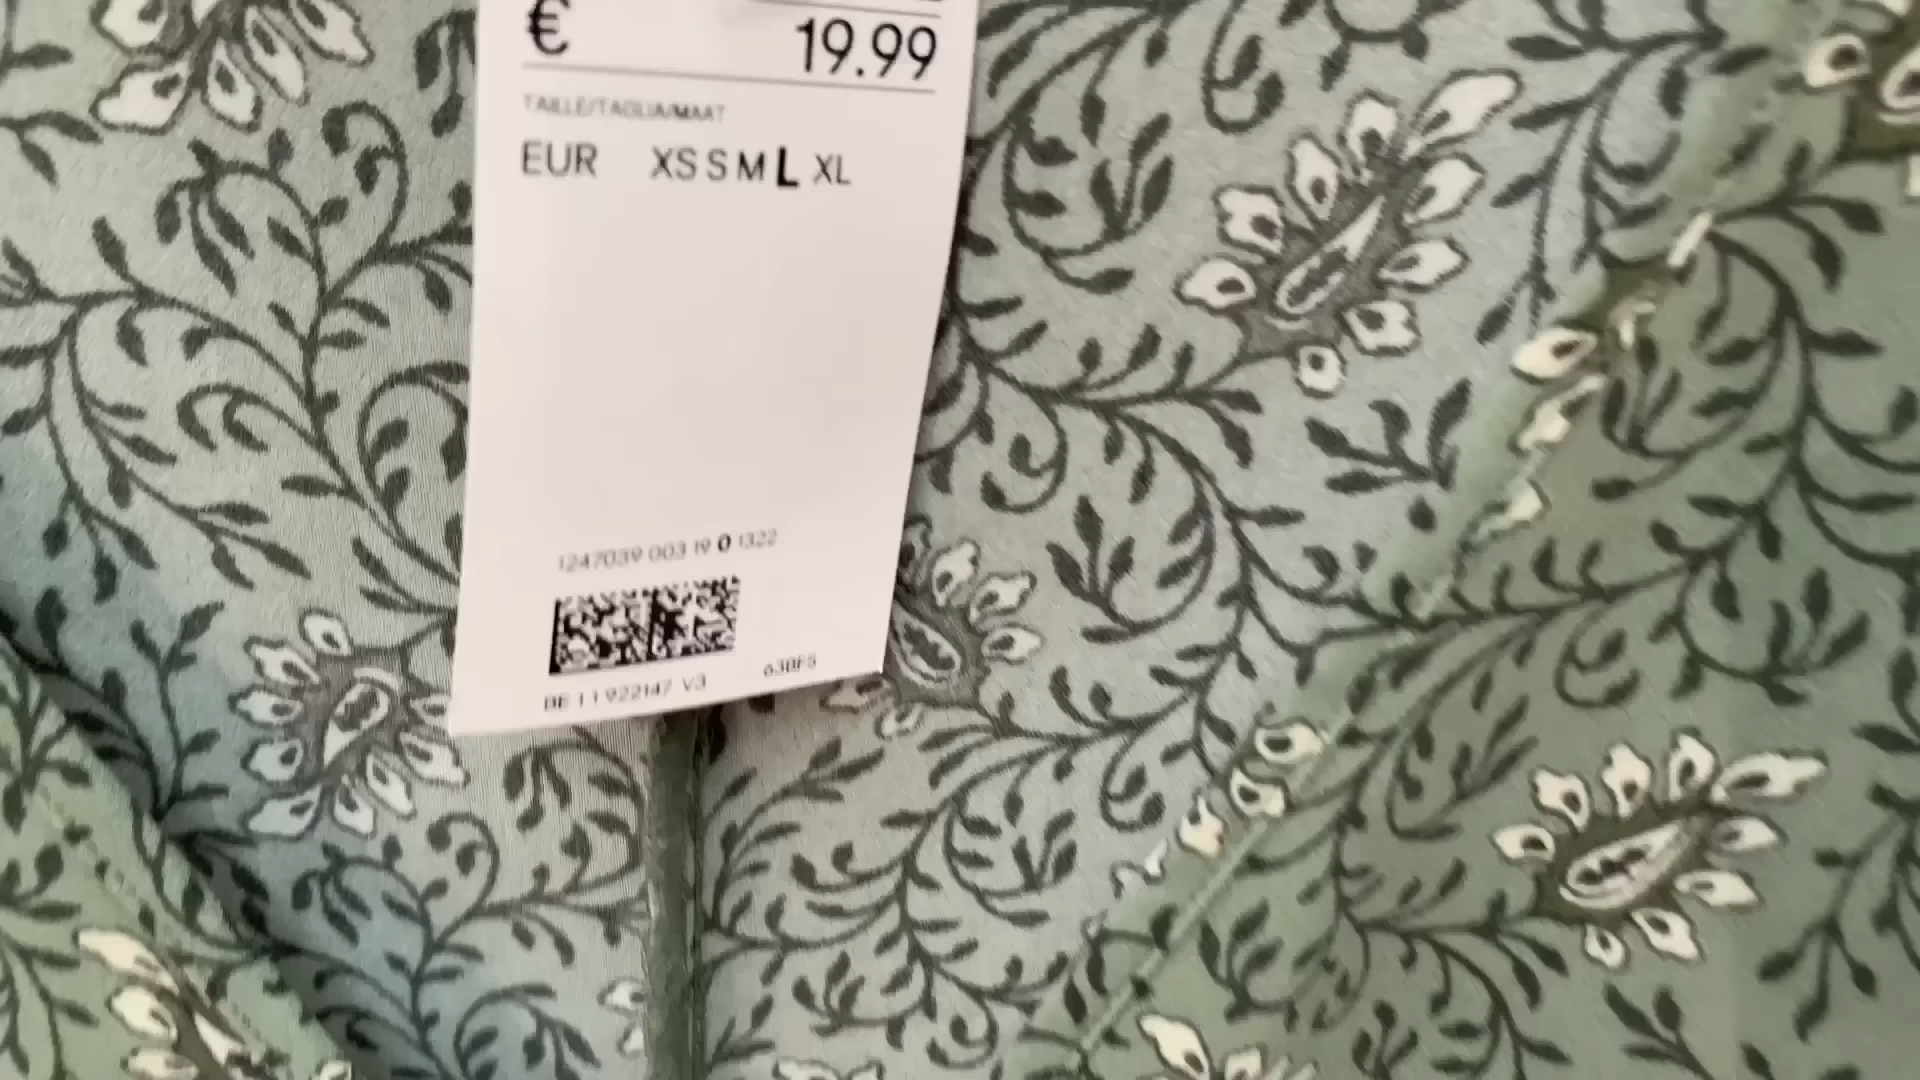 € 19.99
TAILLE/TAGLIA/MAAT
EUR XS S M L XL
1247039 003 19 0 1322
BE 1 1 922147 V3 63BF5